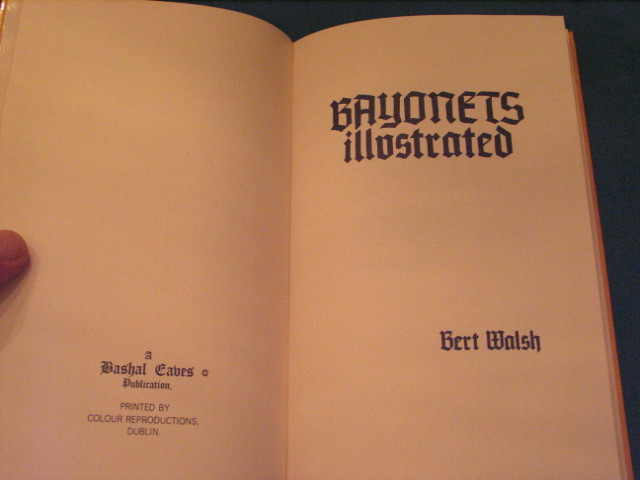 A
Bashal Eaves ©
Publication.
PRINTED BY
COLOUR REPRODUCTIONS,
DUBLIN.
BAYONETS
illustrated
Bert Walsh